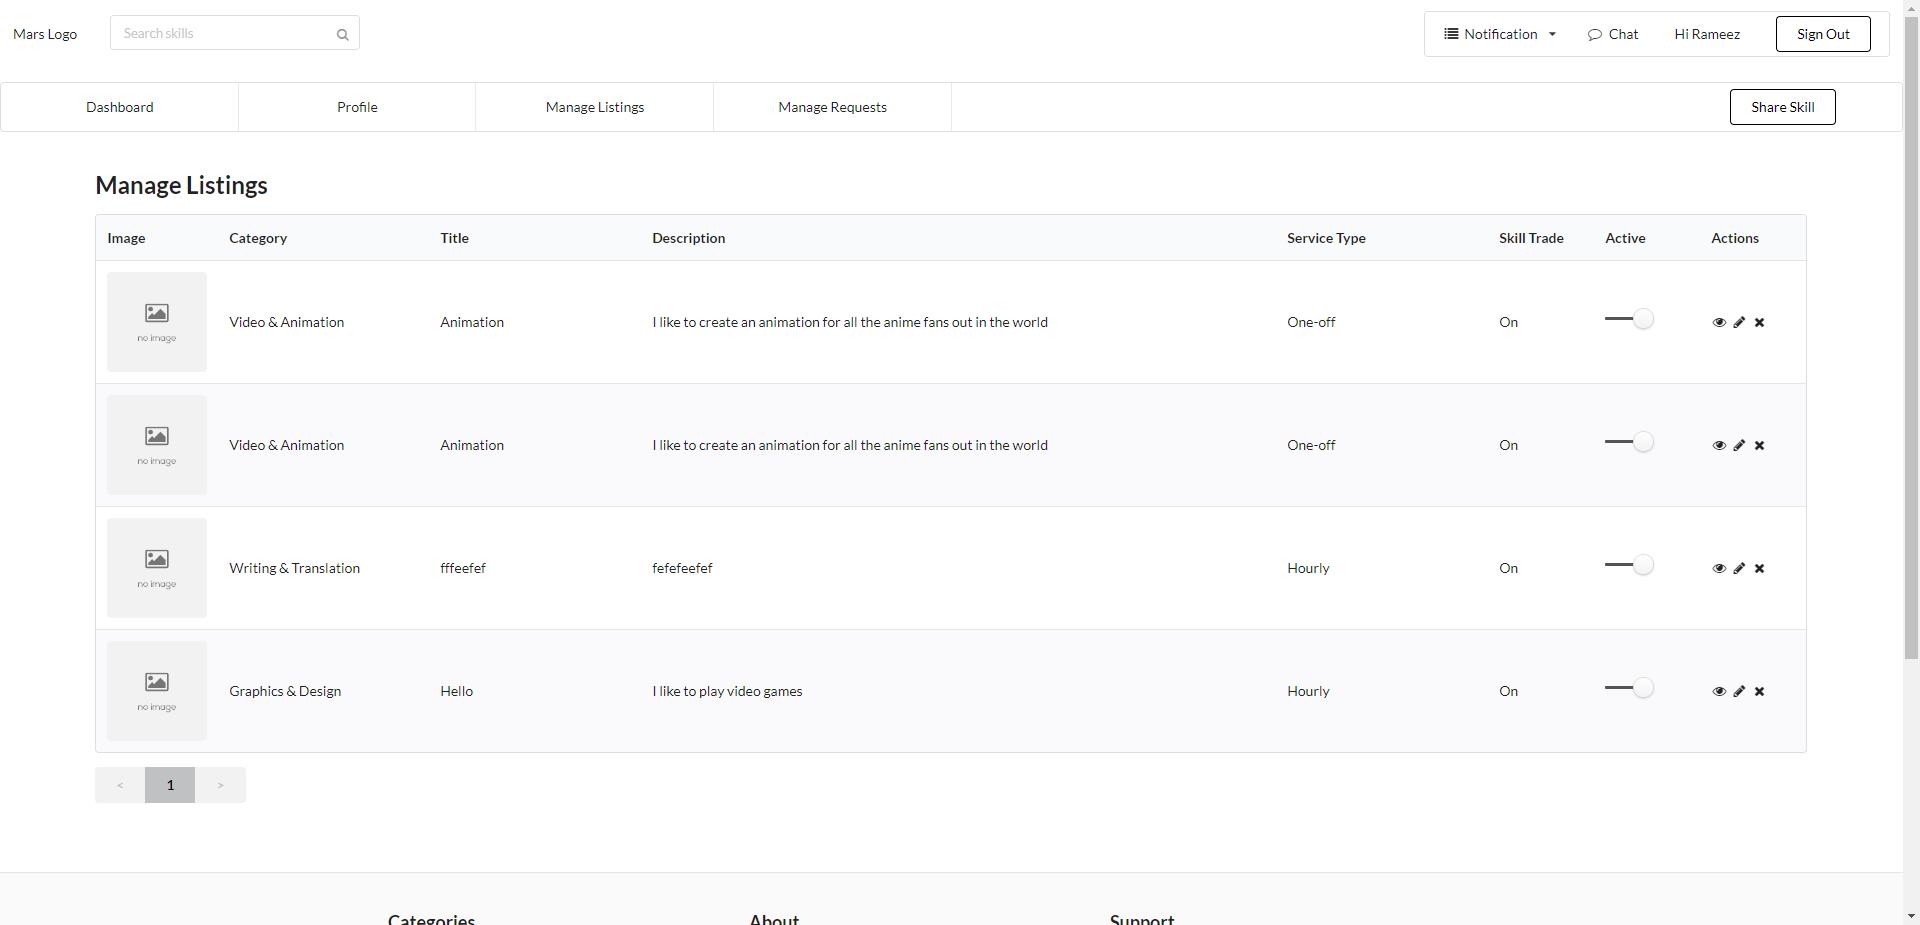 Mars Logo Search skills Notification Chat Hi Rameez Sign Out
Dashboard Profile Manage Listings Manage Requests Share Skill
Manage Listings
Image Category Title Description Service Type Skill Trade Active Actions
no image Video & Animation Animation I like to create an animation for all the anime fans out in the world One-off On
no image Video & Animation Animation I like to create an animation for all the anime fans out in the world One-off On
no image Writing & Translation fffeefef fefefeefef Hourly On
no image Graphics & Design Hello I like to play video games Hourly On
< 1 >
Categories About Support